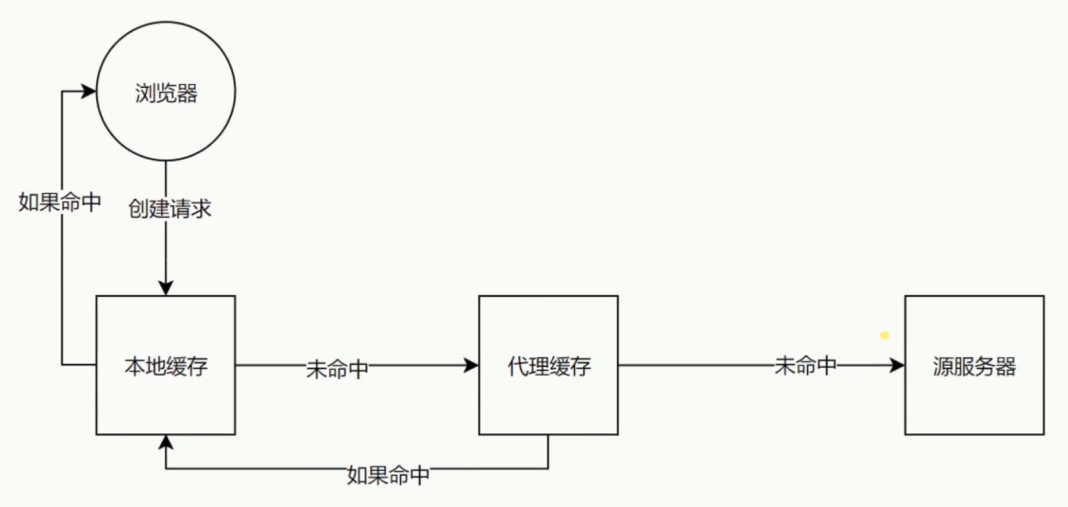 浏览器
如果命中
创建请求
本地缓存
未命中
代理缓存
未命中
源服务器
如果命中